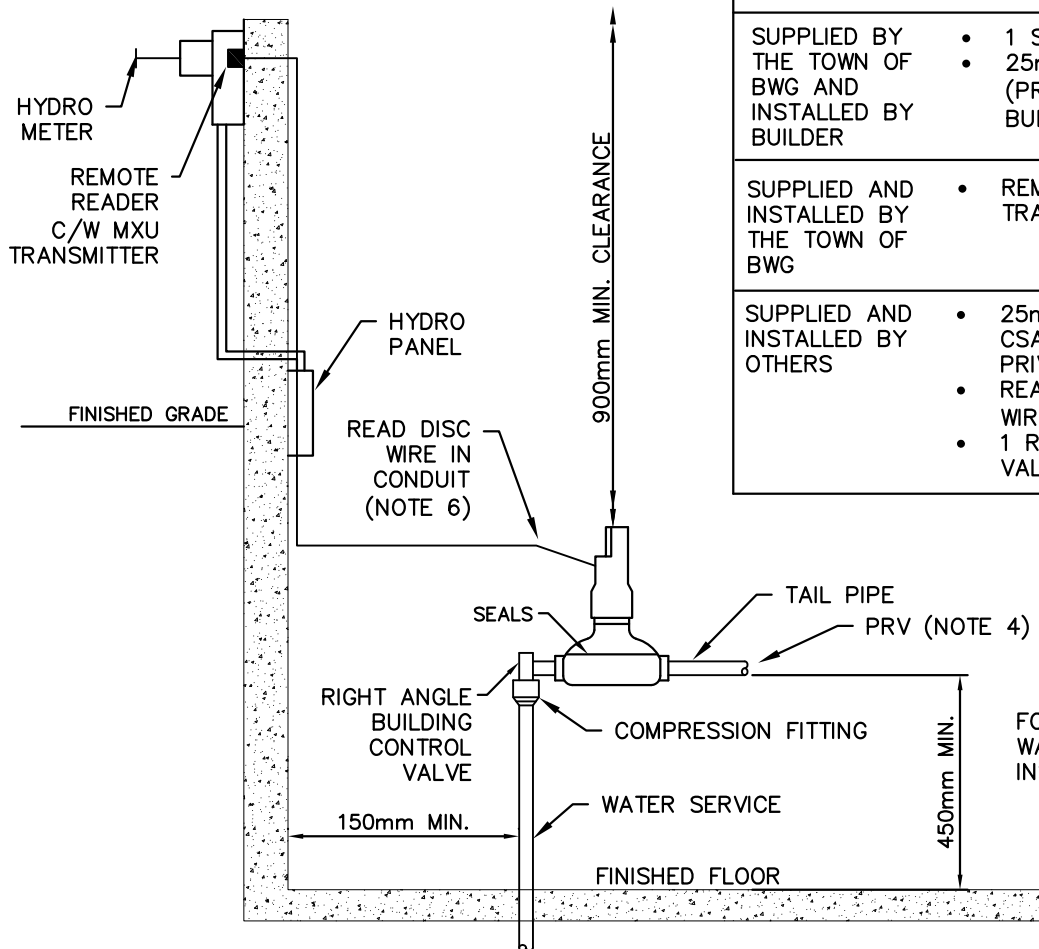 HYDRO
METER
REMOTE
READER
C/W MXU
TRANSMITTER
HYDRO
PANEL
FINISHED GRADE
READ DISC
WIRE IN
CONDUIT
(NOTE 6)
900mm MIN. CLEARANCE
SEALS
TAIL PIPE
PRV (NOTE 4)
RIGHT ANGLE
BUILDING
CONTROL
VALVE
COMPRESSION FITTING
WATER SERVICE
150mm MIN.
450mm MIN.
FINISHED FLOOR
SUPPLIED BY
THE TOWN OF
BWG AND
INSTALLED BY
BUILDER
• 1
• 
SUPPLIED AND
INSTALLED BY
THE TOWN OF
BWG
•
SUPPLIED AND
INSTALLED BY
OTHERS
•
•
• 1